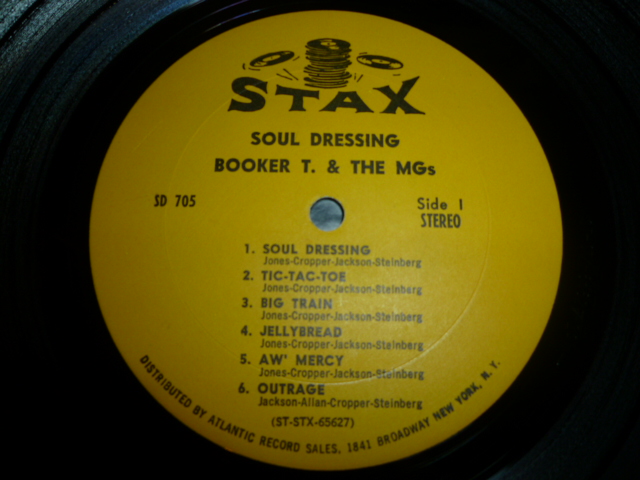 STAX
SOUL DRESSING
BOOKER T. & THE MGs
SD 705
Side 1
STEREO
1. SOUL DRESSING
Jones-Cropper-Jackson-Steinberg
2. TIC-TAC-TOE
Jones-Cropper-Jackson-Steinberg
3. BIG TRAIN
Jones-Cropper-Jackson-Steinberg
4. JELLYBREAD
Jones-Cropper-Jackson-Steinberg
5. AW' MERCY
Jones-Cropper-Jackson-Steinberg
6. OUTRAGE
Jackson-Allan-Cropper-Steinberg
(ST-STX-65627)
DISTRIBUTED BY ATLANTIC RECORD SALES, 1841 BROADWAY NEW YORK, N. Y.